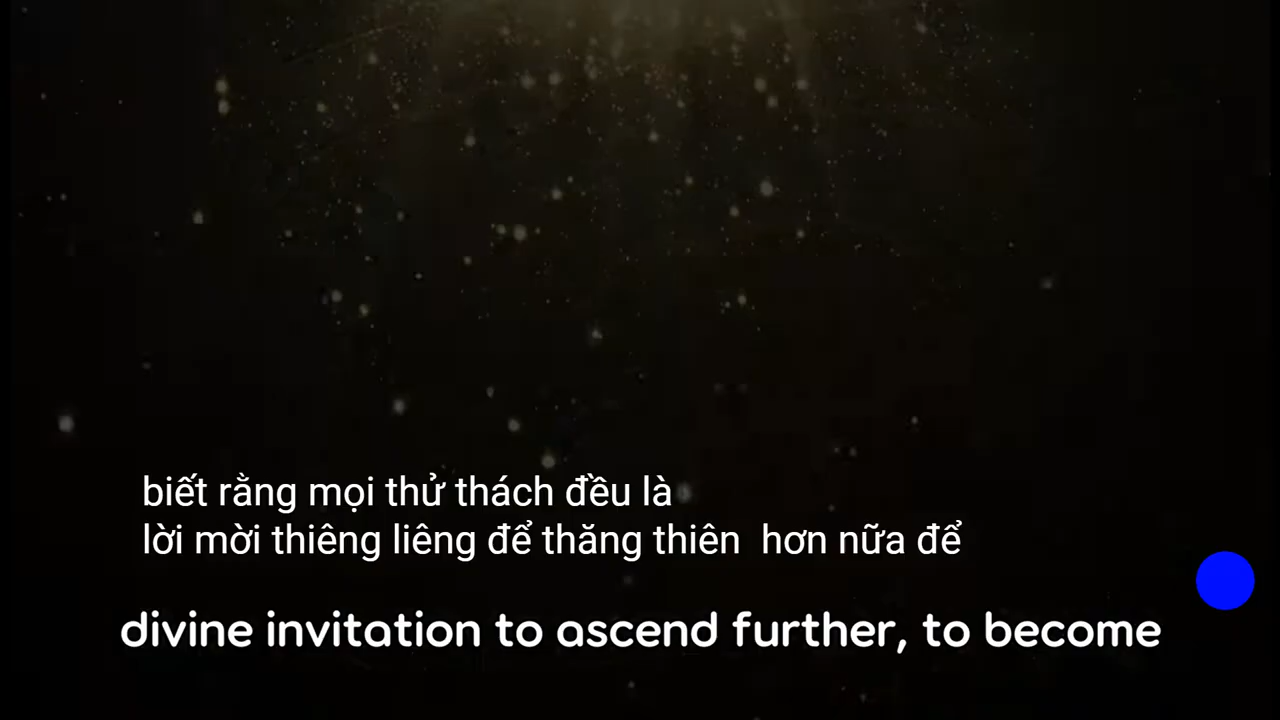 biết rằng mọi thử thách đều là
lời mời thiêng liêng để thăng thiên hơn nữa để
divine invitation to ascend further, to become